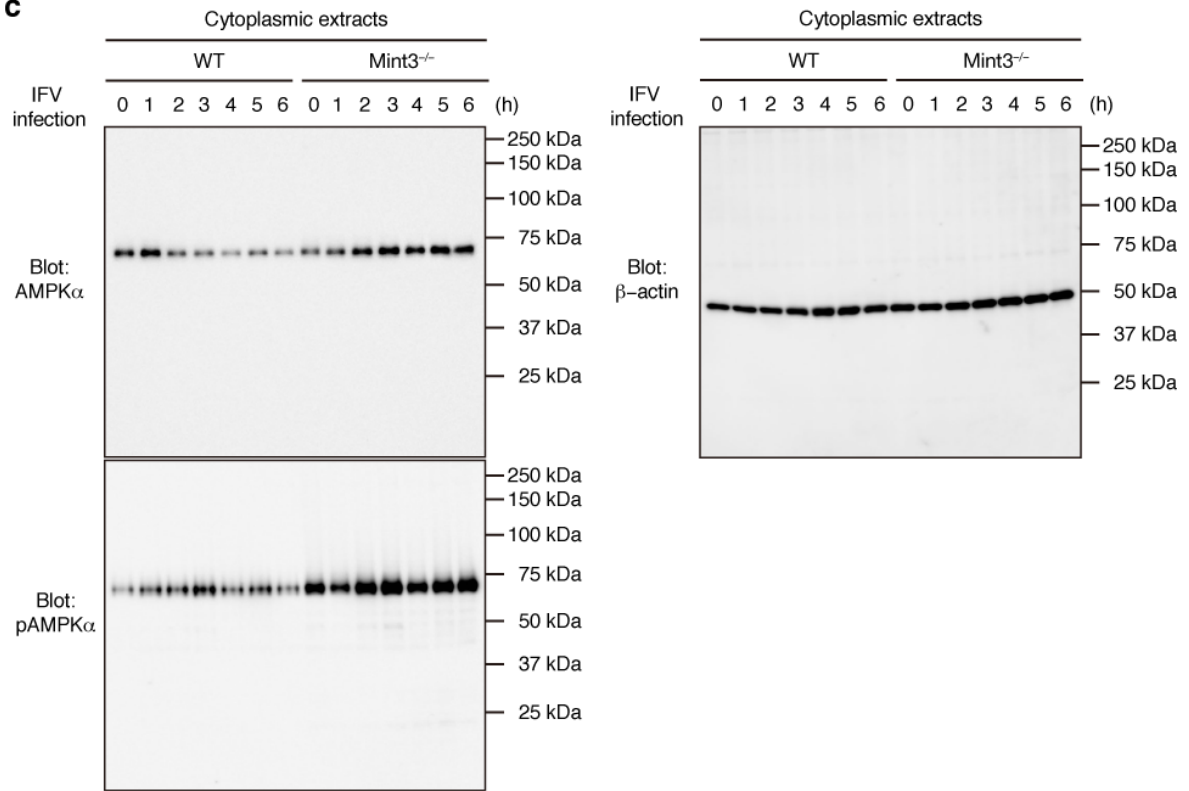 c
Cytoplasmic extracts
WT Mint3–/–
IFV infection 0 1 2 3 4 5 6 0 1 2 3 4 5 6 (h)
250 kDa
150 kDa
100 kDa
75 kDa
50 kDa
37 kDa
25 kDa
Blot:
AMPKα
250 kDa
150 kDa
100 kDa
75 kDa
50 kDa
37 kDa
25 kDa
Blot:
pAMPKα
Cytoplasmic extracts
WT Mint3–/–
IFV infection 0 1 2 3 4 5 6 0 1 2 3 4 5 6 (h)
250 kDa
150 kDa
100 kDa
75 kDa
50 kDa
37 kDa
25 kDa
Blot:
β–actin